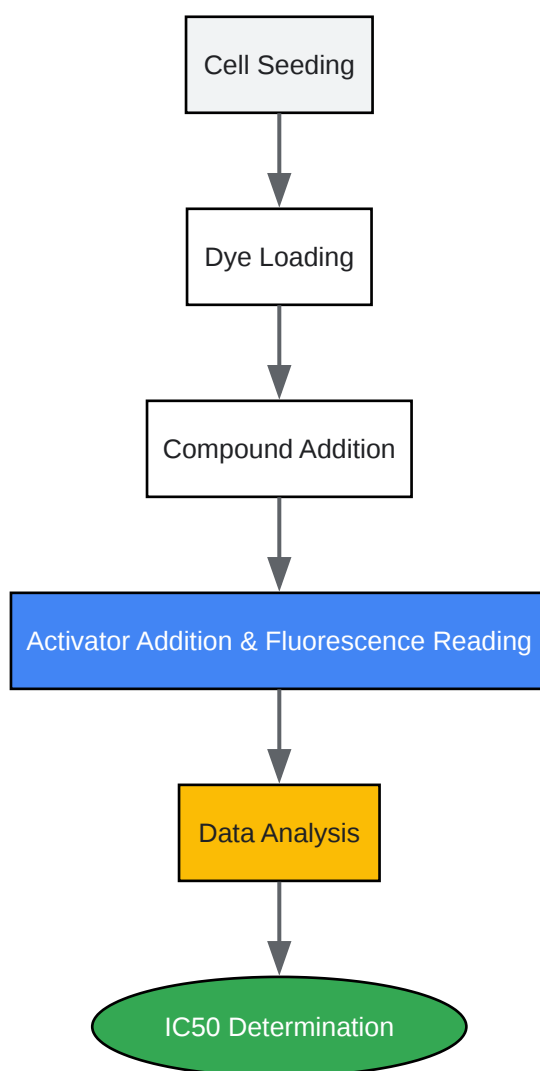 Cell Seeding
Dye Loading
Compound Addition
Activator Addition & Fluorescence Reading
Data Analysis
IC50 Determination